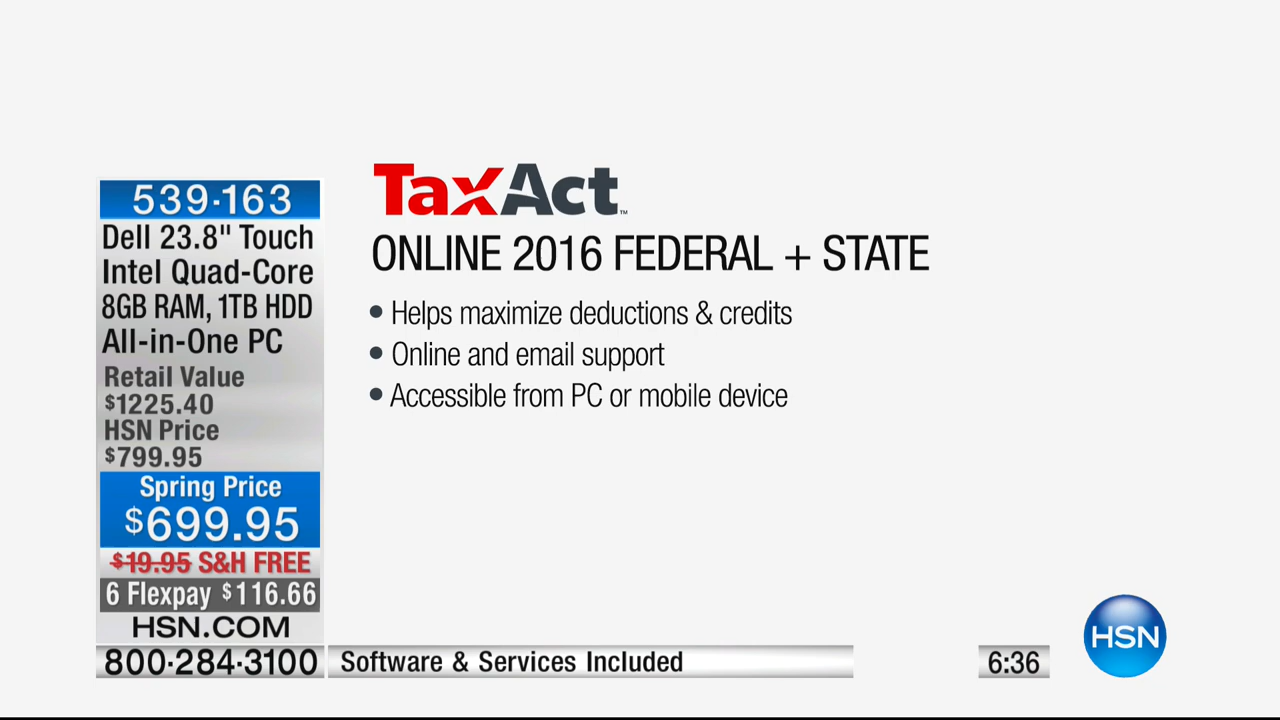 539·163
Dell 23.8" Touch
Intel Quad-Core
8GB RAM, 1TB HDD
All-in-One PC
Retail Value
$1225.40
HSN Price
$799.95
Spring Price
$699.95
$19.95 S&H FREE
6 Flexpay $116.66
HSN.COM
800·284·3100
TaxAct™
ONLINE 2016 FEDERAL + STATE
• Helps maximize deductions & credits
• Online and email support
• Accessible from PC or mobile device
Software & Services Included
6:36
HSN